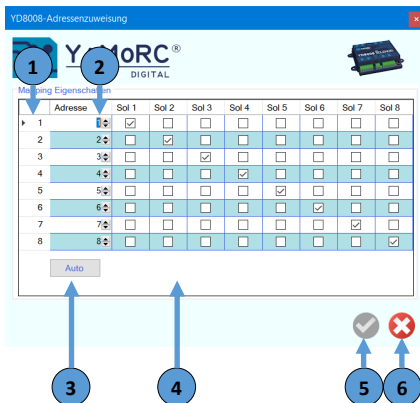 YD8008-Adressenzuweisung
YaMoRC®
DIGITAL
1 2
Mapping Eigenschaften
Adresse Sol 1 Sol 2 Sol 3 Sol 4 Sol 5 Sol 6 Sol 7 Sol 8
1 1
2 2
3 3
4 4
5 5
6 6
7 7
8 8
Auto
3 4 5 6